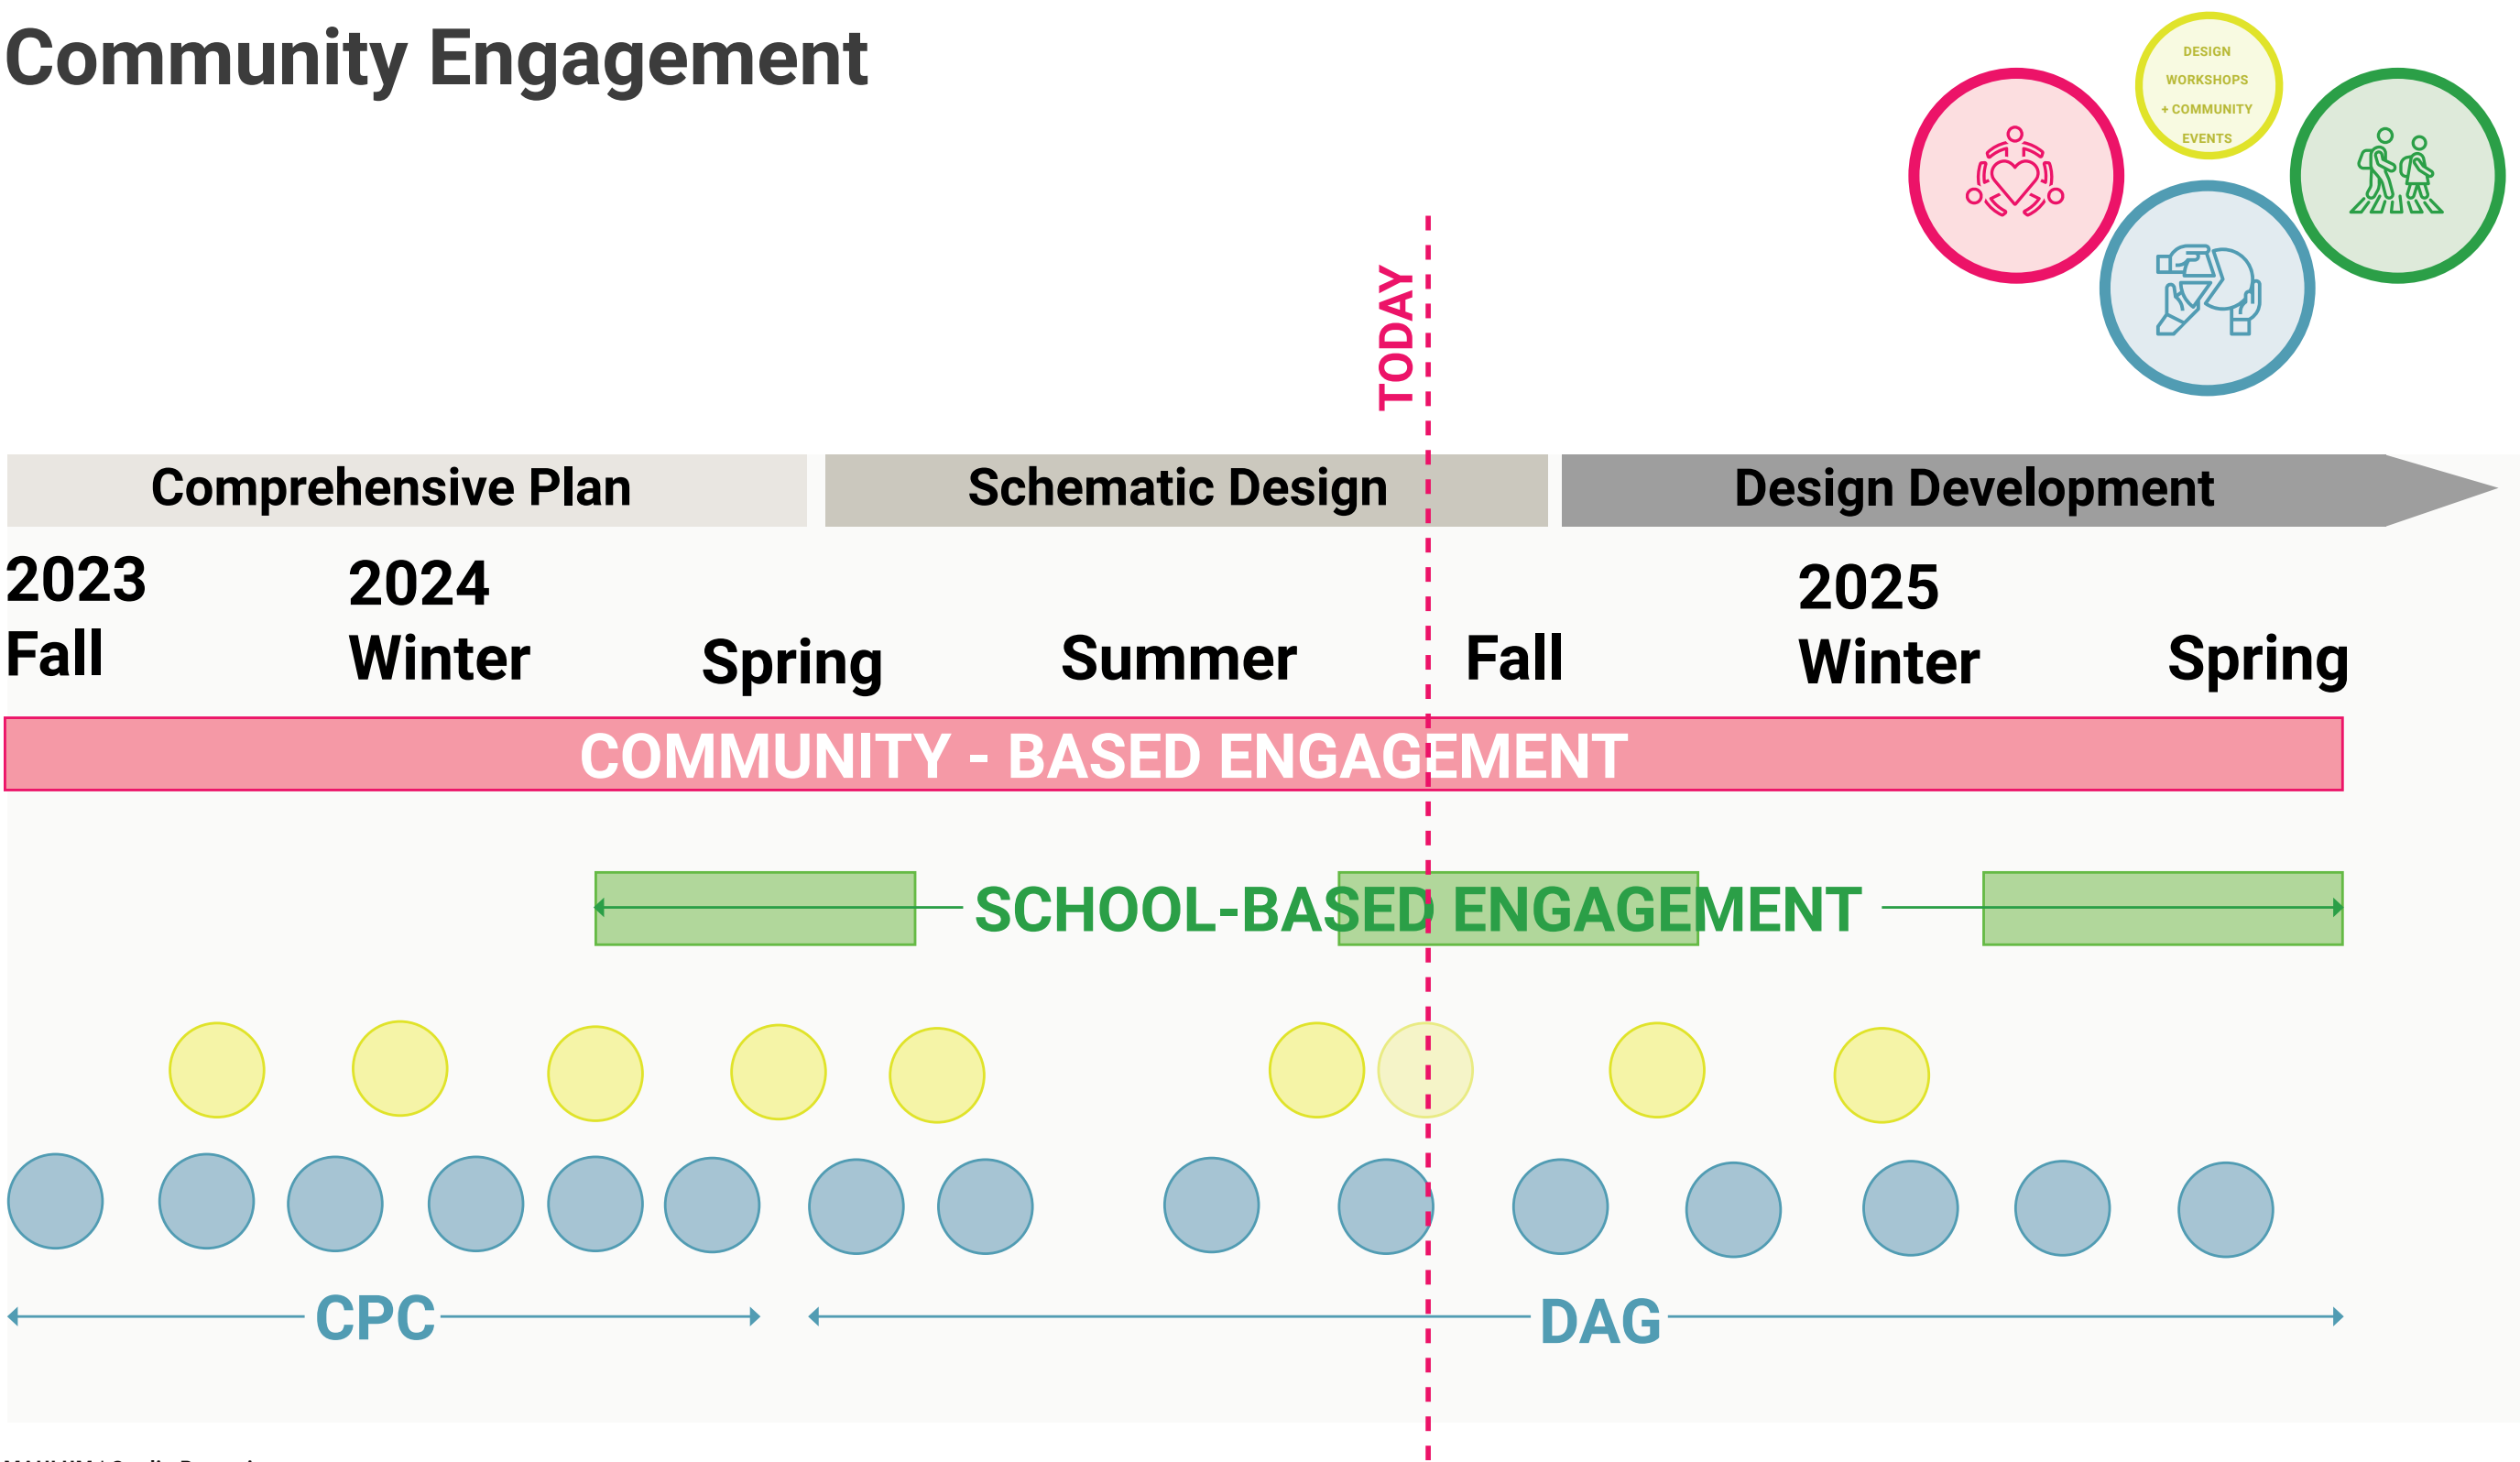 Community Engagement
DESIGN
WORKSHOPS
+ COMMUNITY
EVENTS
TODAY
Comprehensive Plan
Schematic Design
Design Development
2023
2024
2025
Fall
Winter
Spring
Summer
Fall
Winter
Spring
COMMUNITY - BASED ENGAGEMENT
SCHOOL-BASED ENGAGEMENT
CPC
DAG